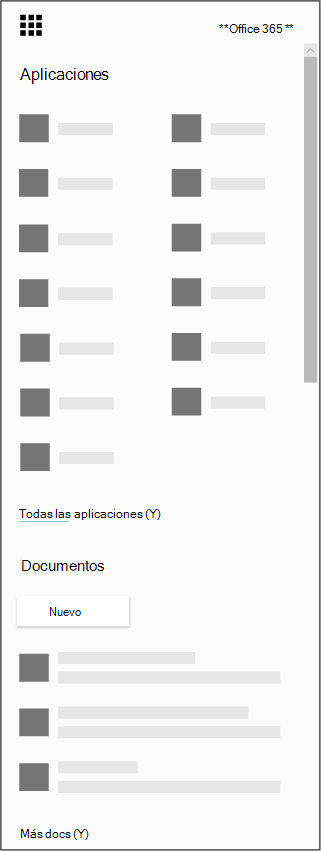 **Office 365 **
Aplicaciones
Todas las aplicaciones (Y)
Documentos
Nuevo
Más docs (Y)